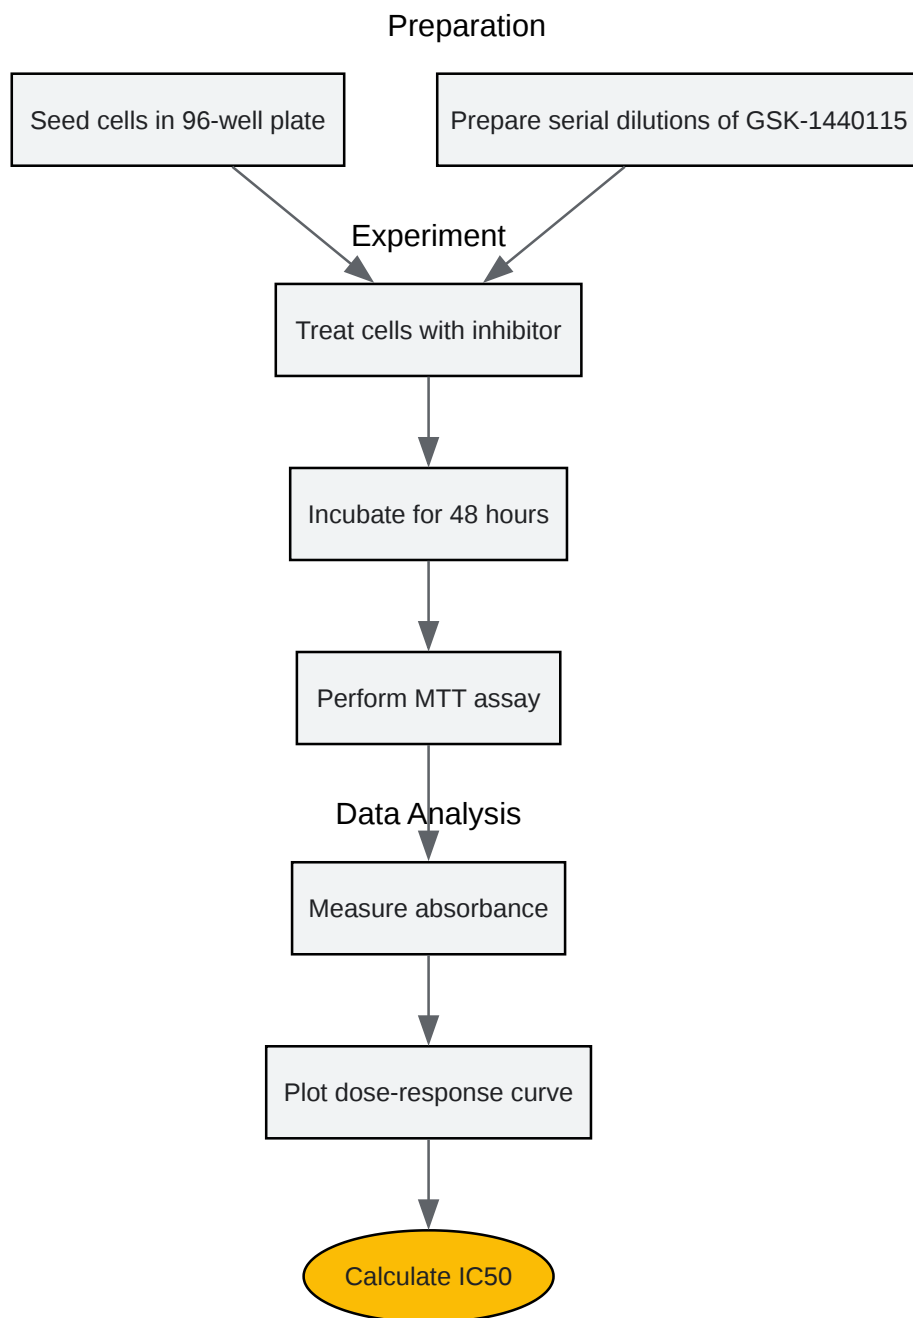 Preparation
Seed cells in 96-well plate
Prepare serial dilutions of GSK-1440115
Experiment
Treat cells with inhibitor
Incubate for 48 hours
Perform MTT assay
Data Analysis
Measure absorbance
Plot dose-response curve
Calculate IC50